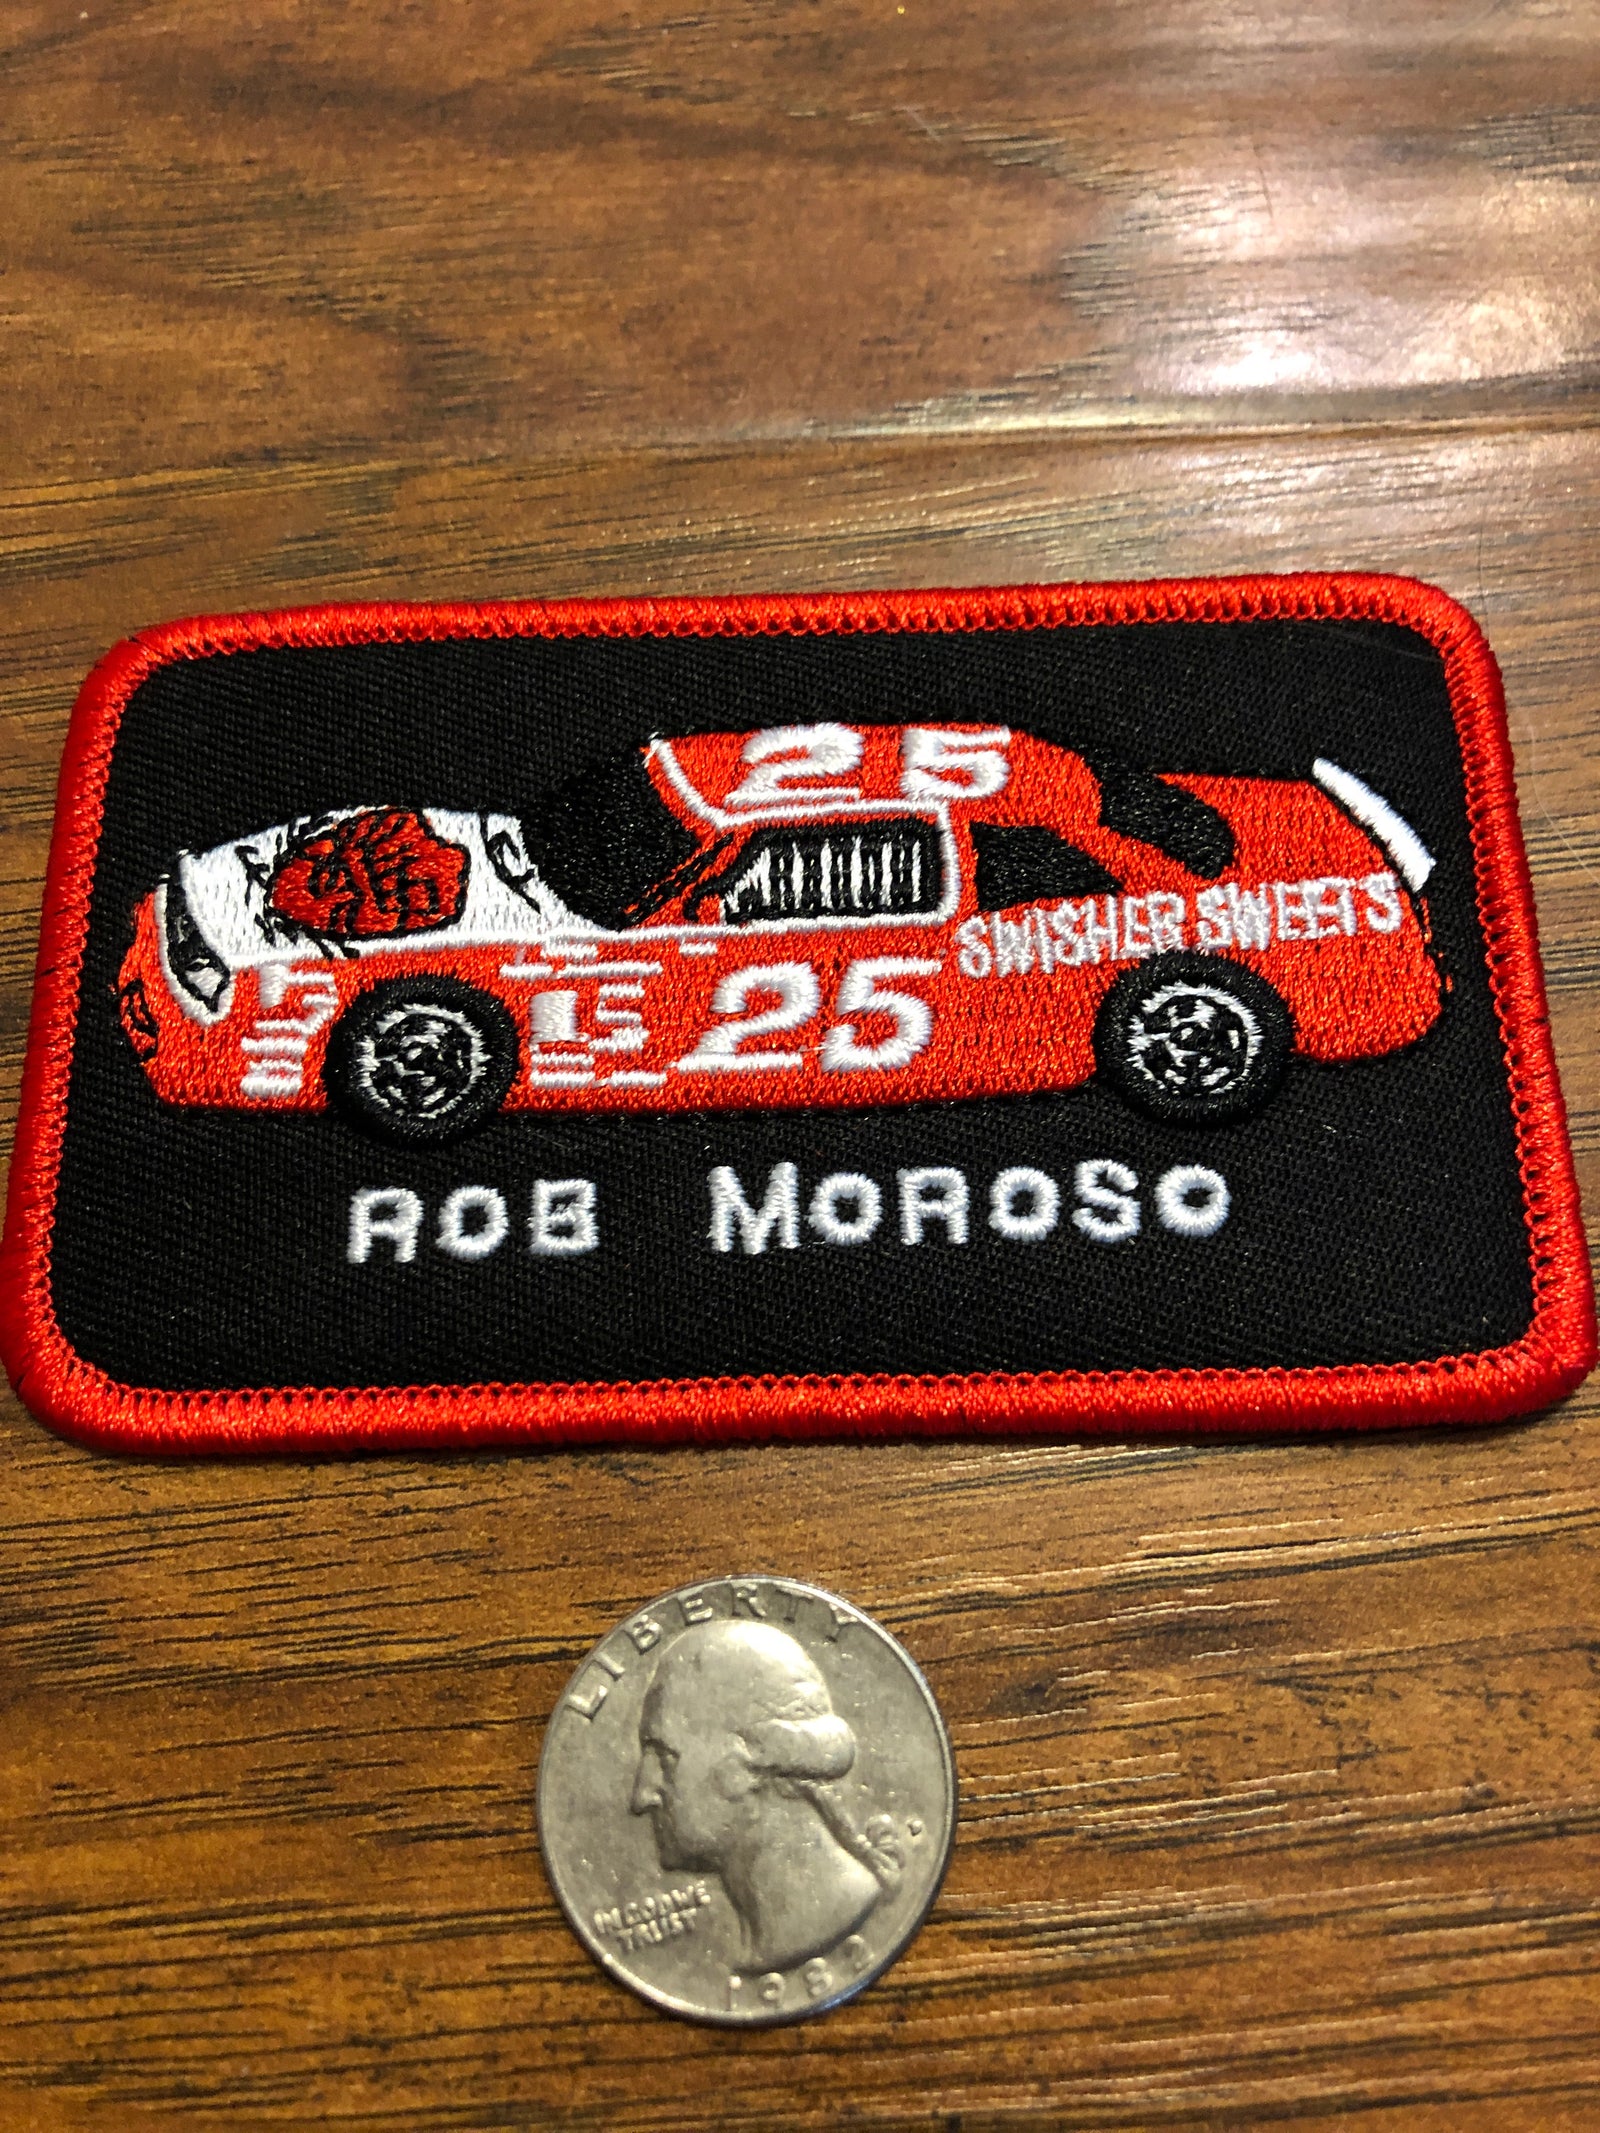 25
SWISHER SWEETS
25
ROB MOROSO
LIBERTY
IN GOD WE
TRUST
D
1982